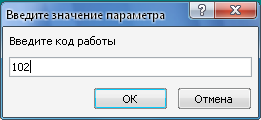 Введите значение параметра
Введите код работы
102
OK
Отмена